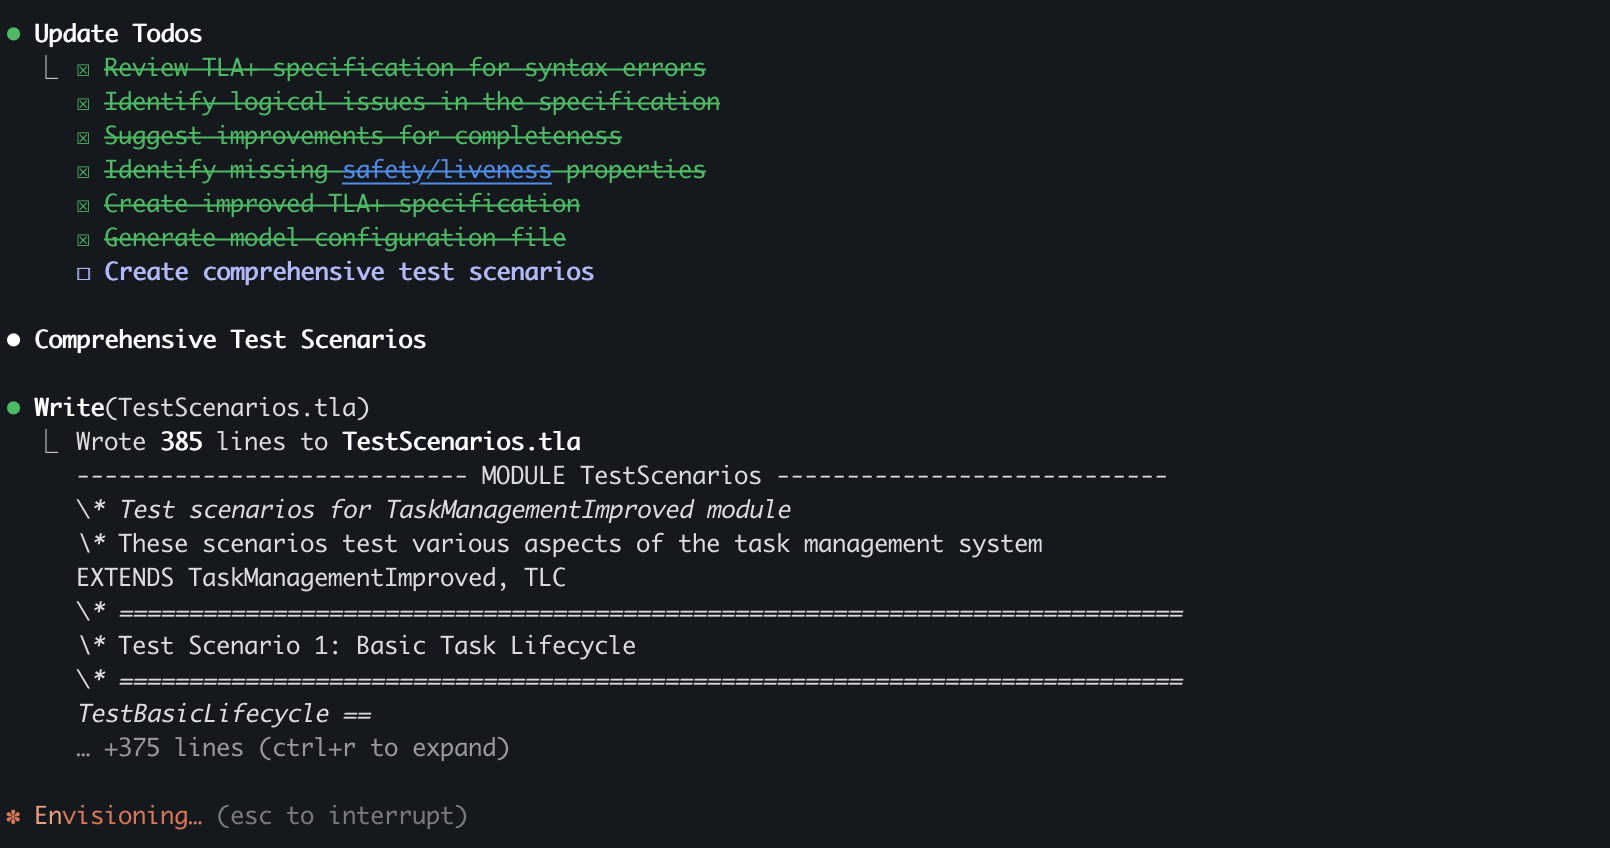 ● Update Todos
⎿ ☒ Review TLA+ specification for syntax errors
☒ Identify logical issues in the specification
☒ Suggest improvements for completeness
☒ Identify missing safety/liveness properties
☒ Create improved TLA+ specification
☒ Generate model configuration file
☐ Create comprehensive test scenarios
● Comprehensive Test Scenarios
● Write(TestScenarios.tla)
⎿ Wrote 385 lines to TestScenarios.tla
---------------------------- MODULE TestScenarios ----------------------------
\* Test scenarios for TaskManagementImproved module
\* These scenarios test various aspects of the task management system
EXTENDS TaskManagementImproved, TLC
\* ============================================================================
\* Test Scenario 1: Basic Task Lifecycle
\* ============================================================================
TestBasicLifecycle ==
… +375 lines (ctrl+r to expand)
✽ Envisioning… (esc to interrupt)